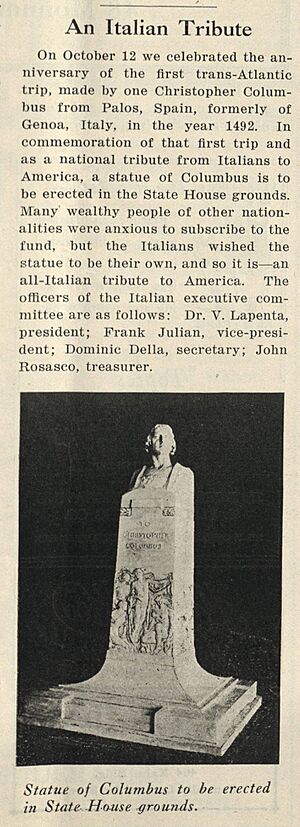 An Italian Tribute
On October 12 we celebrated the an-
niversary of the first trans-Atlantic
trip, made by one Christopher Colum-
bus from Palos, Spain, formerly of
Genoa, Italy, in the year 1492. In
commemoration of that first trip and
as a national tribute from Italians to
America, a statue of Columbus is to
be erected in the State House grounds.
Many wealthy people of other nation-
alities were anxious to subscribe to the
fund, but the Italians wished the
statue to be their own, and so it is—an
all-Italian tribute to America. The
officers of the Italian executive com-
mittee are as follows: Dr. V. Lapenta,
president; Frank Julian, vice-presi-
dent; Dominic Della, secretary; John
Rosasco, treasurer.
TO
CHRISTOPHER
COLUMBUS
Statue of Columbus to be erected
in State House grounds.